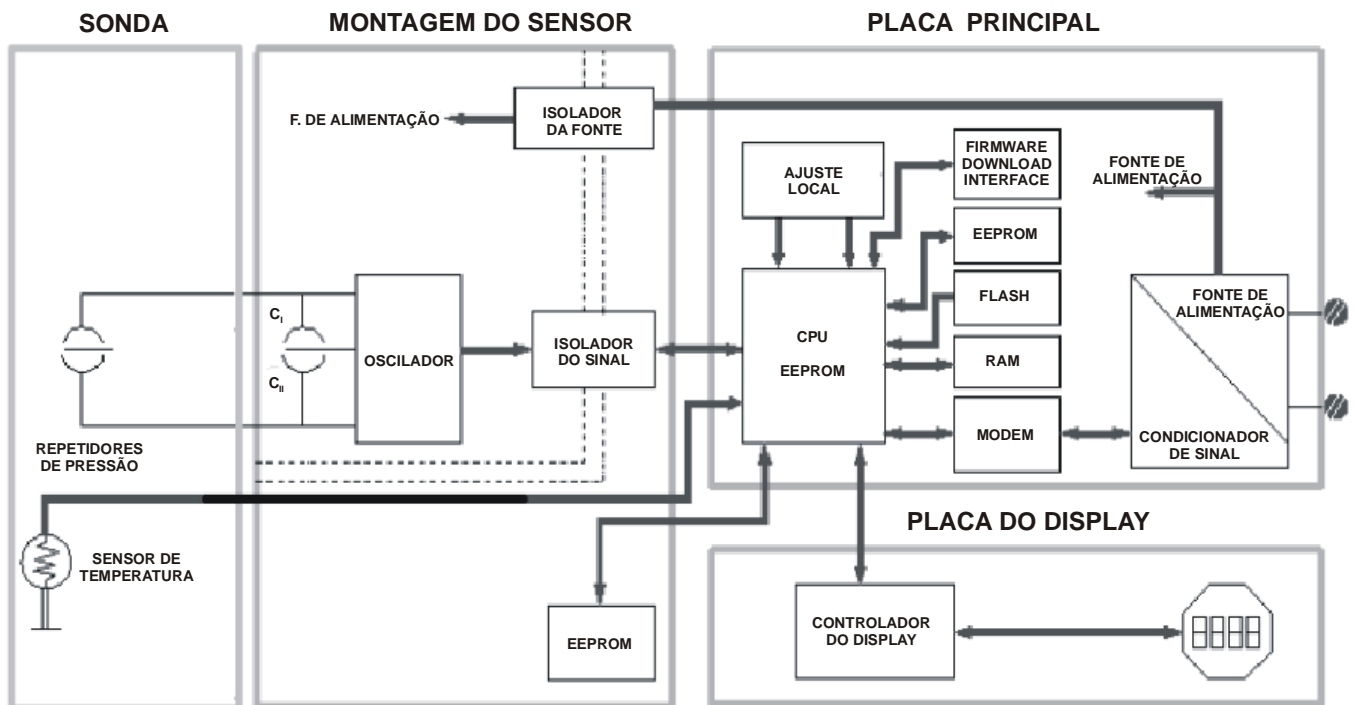 SONDA
MONTAGEM DO SENSOR
PLACA PRINCIPAL
F. DE ALIMENTAÇÃO
ISOLADOR
DA FONTE
AJUSTE
LOCAL
FIRMWARE
DOWNLOAD
INTERFACE
FONTE DE
ALIMENTAÇÃO
EEPROM
FLASH
FONTE DE
ALIMENTAÇÃO
CI
CII
OSCILADOR
ISOLADOR
DO SINAL
CPU
EEPROM
RAM
MODEM
CONDICIONADOR
DE SINAL
REPETIDORES
DE PRESSÃO
SENSOR DE
TEMPERATURA
EEPROM
PLACA DO DISPLAY
CONTROLADOR
DO DISPLAY